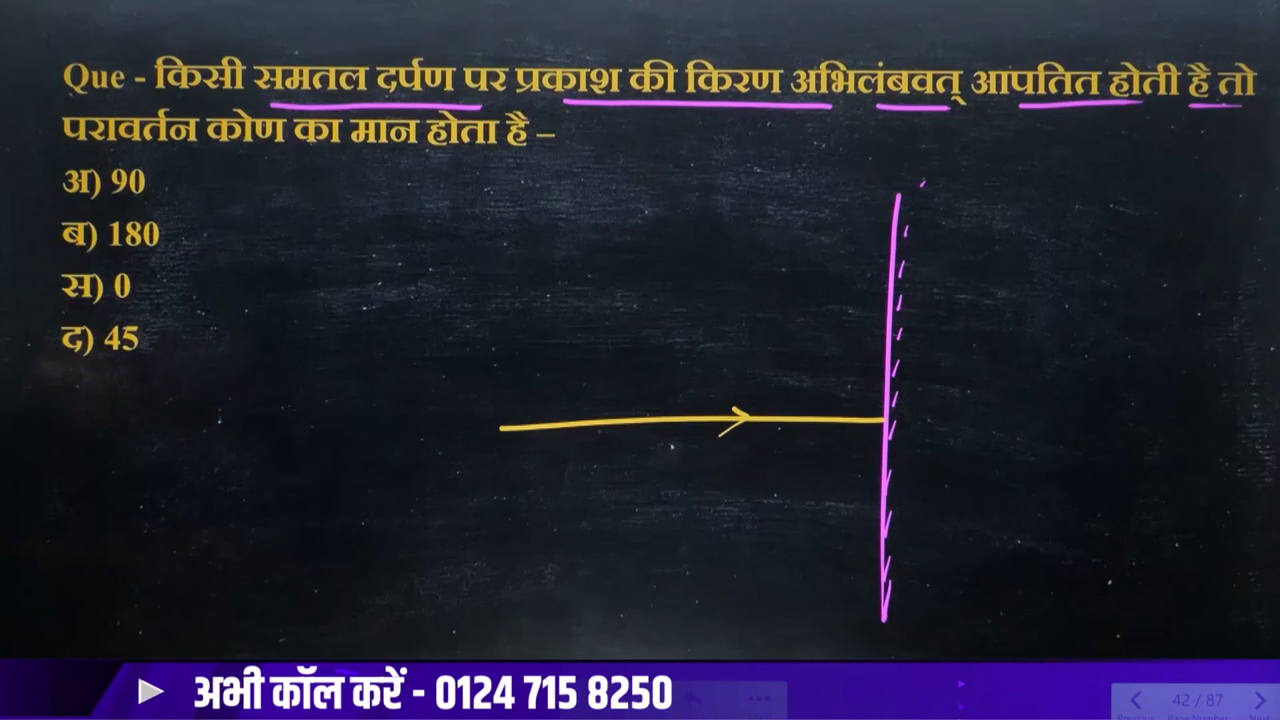 Que - किसी समतल दर्पण पर प्रकाश की किरण अभिलंबवत् आपतित होती है तो
परावर्तन कोण का मान होता है –
अ) 90
ब) 180
स) 0
द) 45
अभी कॉल करें - 0124 715 8250
42 / 87